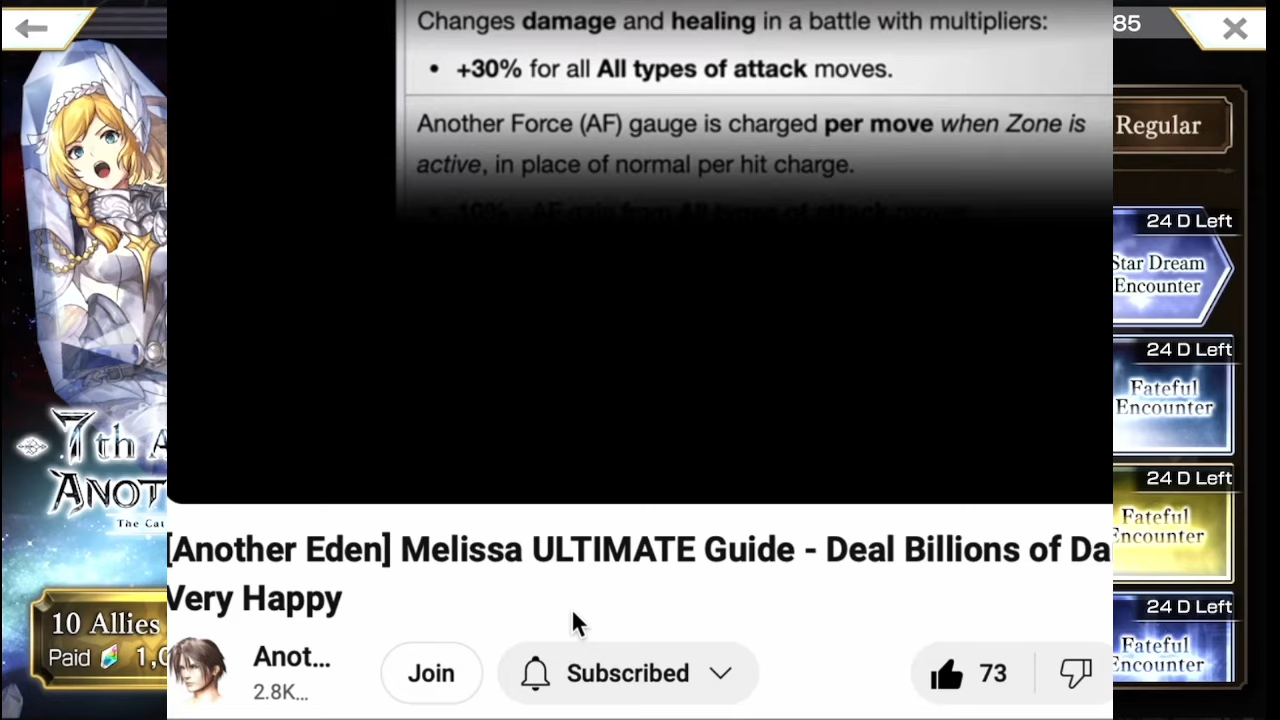 Changes damage and healing in a battle with multipliers:
• +30% for all All types of attack moves.
Another Force (AF) gauge is charged per move when Zone is
active, in place of normal per hit charge.
[Another Eden] Melissa ULTIMATE Guide - Deal Billions of Da
Very Happy
Anot...
2.8K...
Join
Subscribed
73
7th A
ANOT
The Cat
10 Allies
Paid 1,0
85
Regular
24 D Left
Star Dream
Encounter
24 D Left
Fateful
Encounter
24 D Left
Fateful
Encounter
24 D Left
Fateful
Encounter